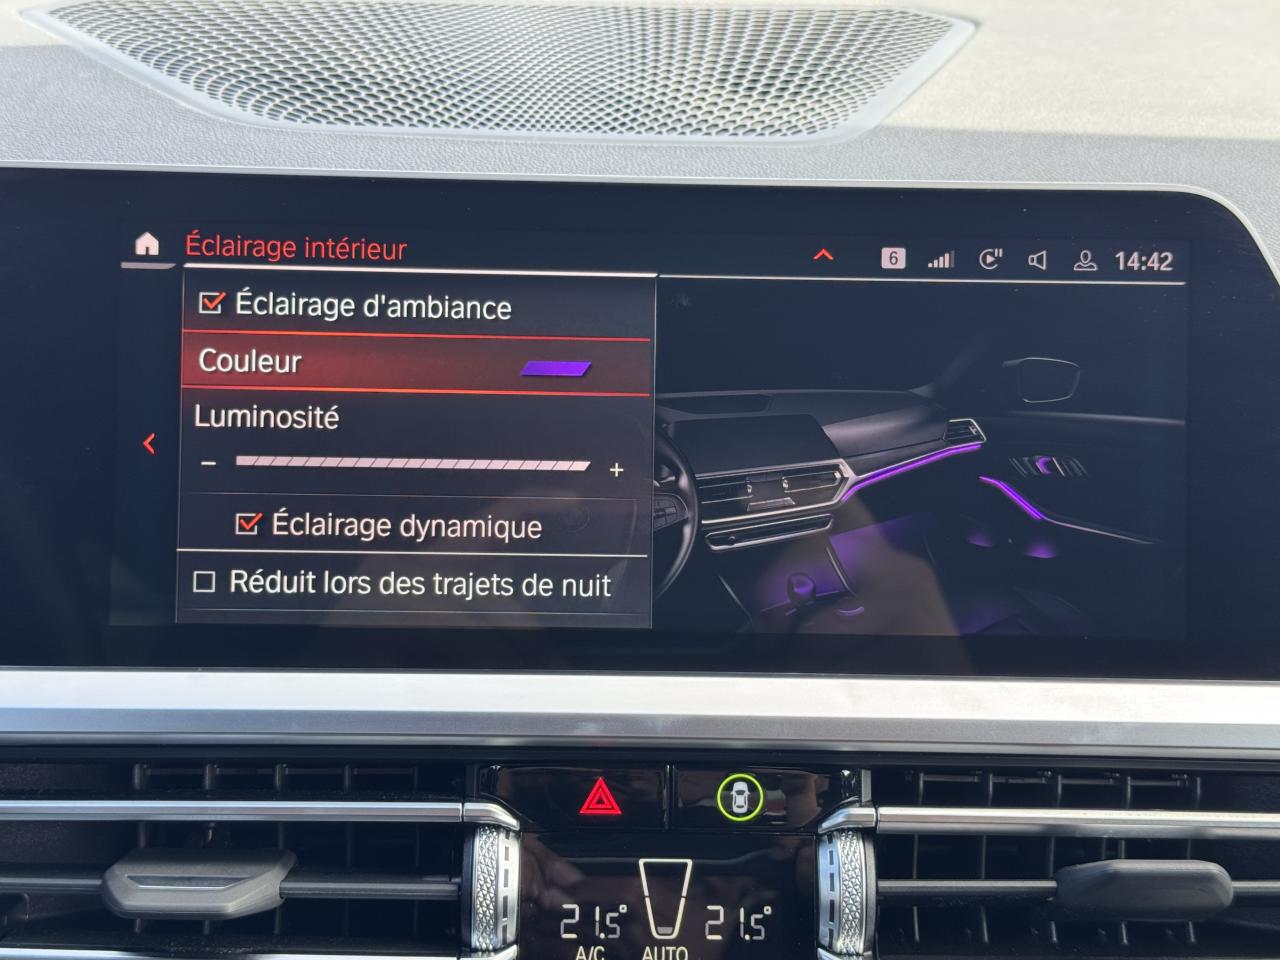 Éclairage intérieur
6
14:42
Éclairage d'ambiance
Couleur
Luminosité
− +
Éclairage dynamique
Réduit lors des trajets de nuit
21.5° 21.5°
A/C AUTO